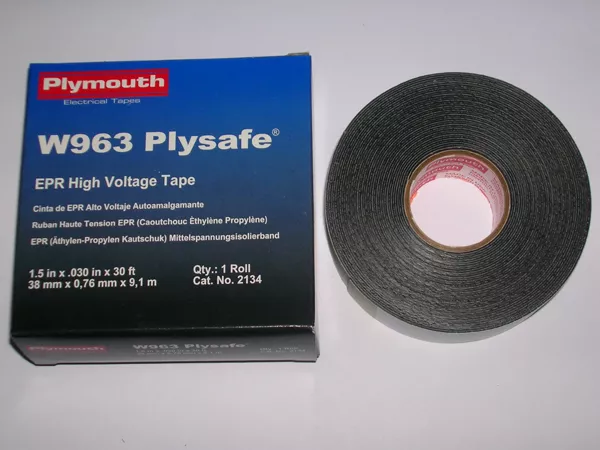 Plymouth
Electrical Tapes
W963 Plysafe®
EPR High Voltage Tape
Cinta de EPR Alto Voltaje Autoamalgamante
Ruban Haute Tension EPR (Caoutchouc Éthylène Propylène)
EPR (Äthylen-Propylen Kautschuk) Mittelspannungsisolierband
1.5 in x .030 in x 30 ft
38 mm x 0,76 mm x 9,1 m
Qty.: 1 Roll
Cat. No. 2134
Plymouth
W963 Plysafe®